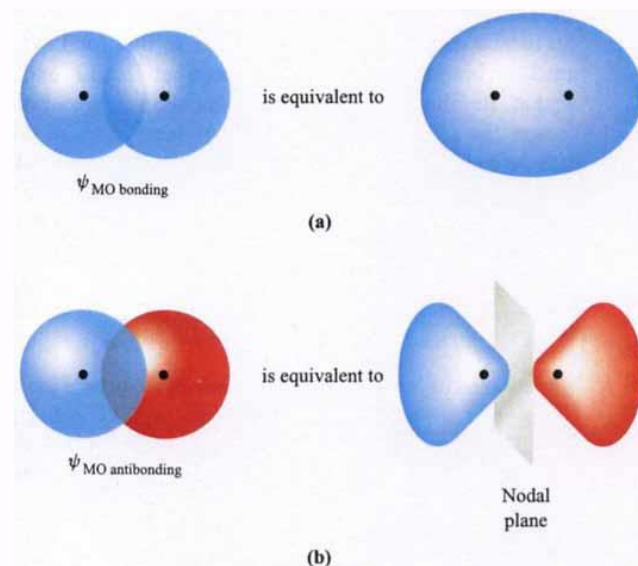 is equivalent to
ψ MO bonding
(a)
is equivalent to
ψ MO antibonding
Nodal
plane
(b)